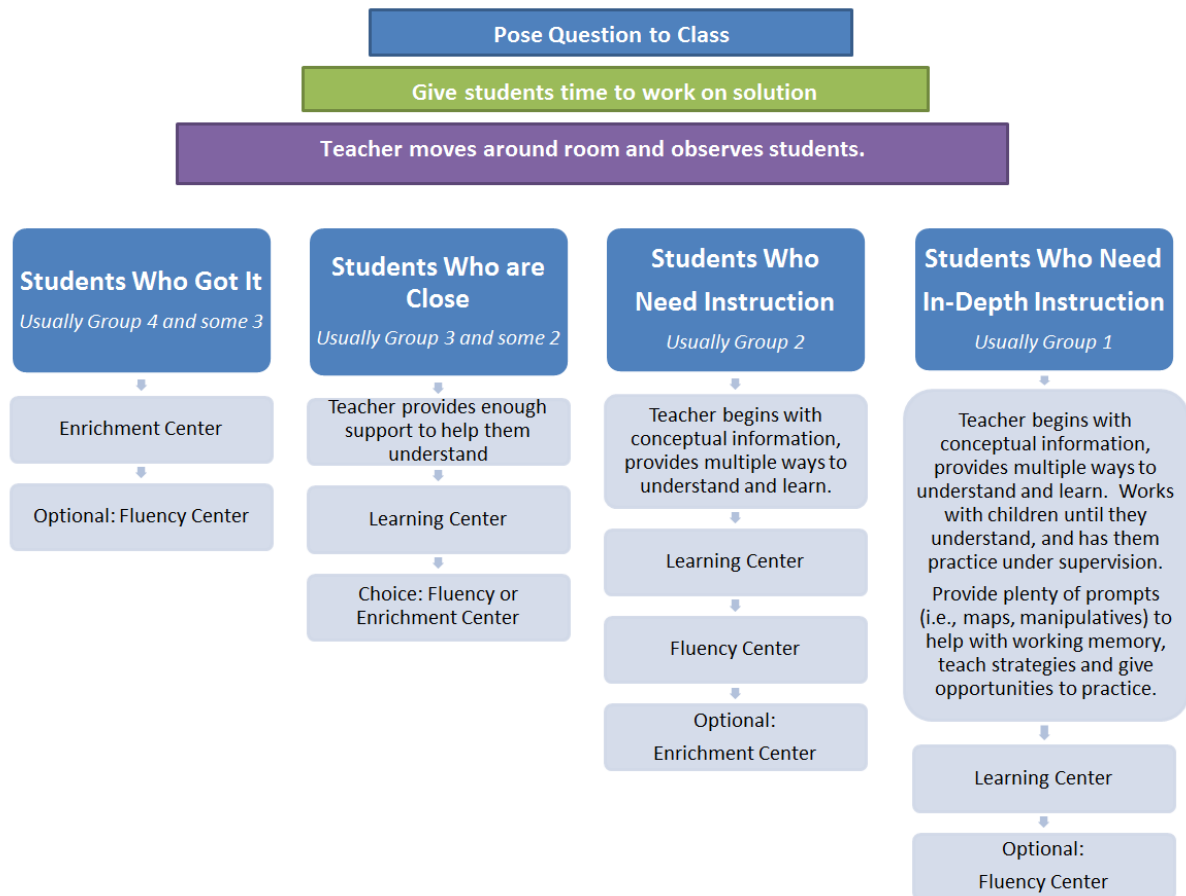 Pose Question to Class
Give students time to work on solution
Teacher moves around room and observes students.
Students Who Got It
Usually Group 4 and some 3
Enrichment Center
Optional: Fluency Center
Students Who are
Close
Usually Group 3 and some 2
Teacher provides enough
support to help them
understand
Learning Center
Choice: Fluency or
Enrichment Center
Students Who
Need Instruction
Usually Group 2
Teacher begins with
conceptual information,
provides multiple ways to
understand and learn.
Learning Center
Fluency Center
Optional:
Enrichment Center
Students Who Need
In-Depth Instruction
Usually Group 1
Teacher begins with
conceptual information,
provides multiple ways to
understand and learn.  Works
with children until they
understand, and has them
practice under supervision.
Provide plenty of prompts
(i.e., maps, manipulatives) to
help with working memory,
teach strategies and give
opportunities to practice.
Learning Center
Optional:
Fluency Center